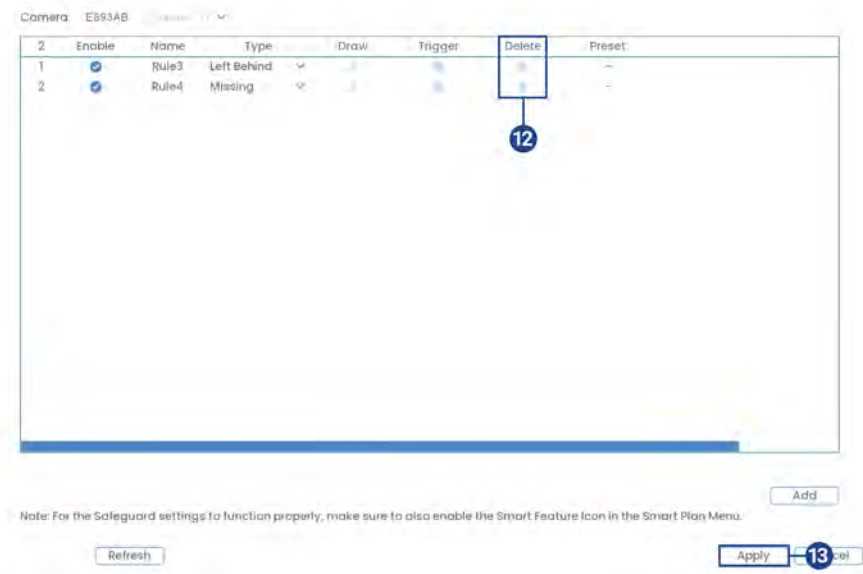 Camera E893AB
2 Enable Name Type Draw Trigger Delete Preset
1 Rule3 Left Behind --
2 Rule4 Missing --
12
Add
Note: For the Safeguard settings to function properly, make sure to also enable the Smart Feature Icon in the Smart Plan Menu.
Refresh Apply 13 cel